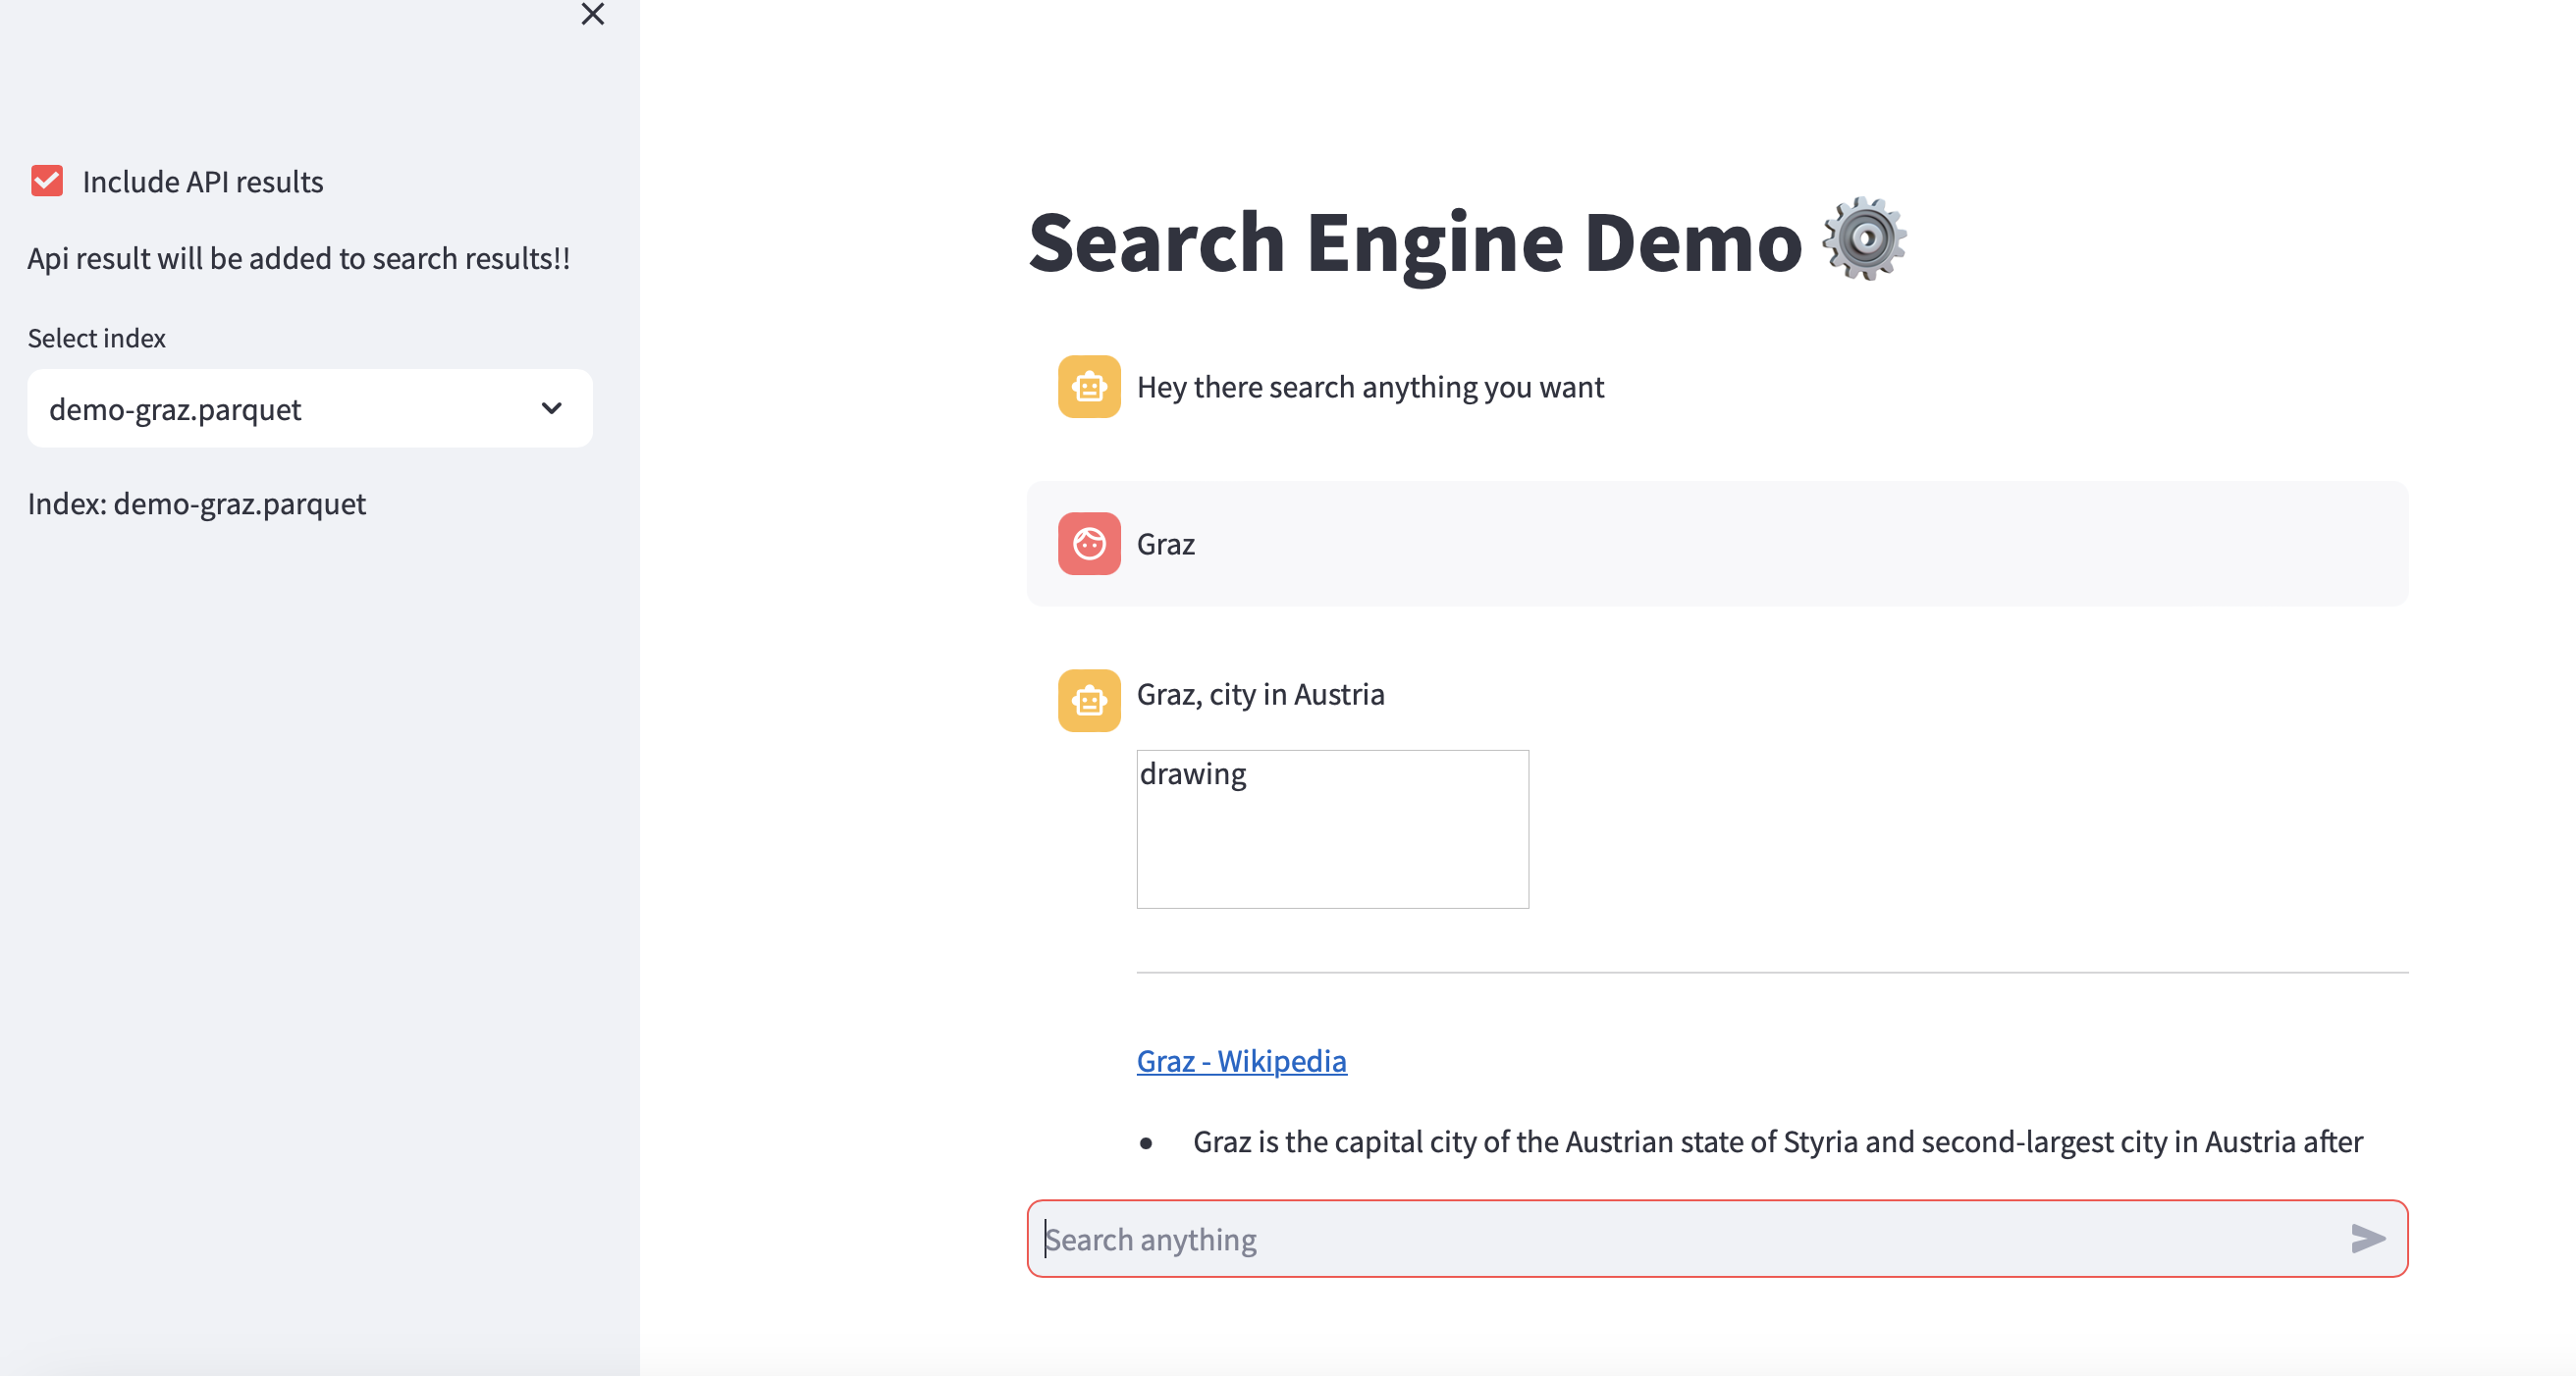 Include API results
Api result will be added to search results!!
Select index
demo-graz.parquet
Index: demo-graz.parquet
Search Engine Demo
Hey there search anything you want
Graz
Graz, city in Austria
drawing
Graz - Wikipedia
Graz is the capital city of the Austrian state of Styria and second-largest city in Austria after
Search anything